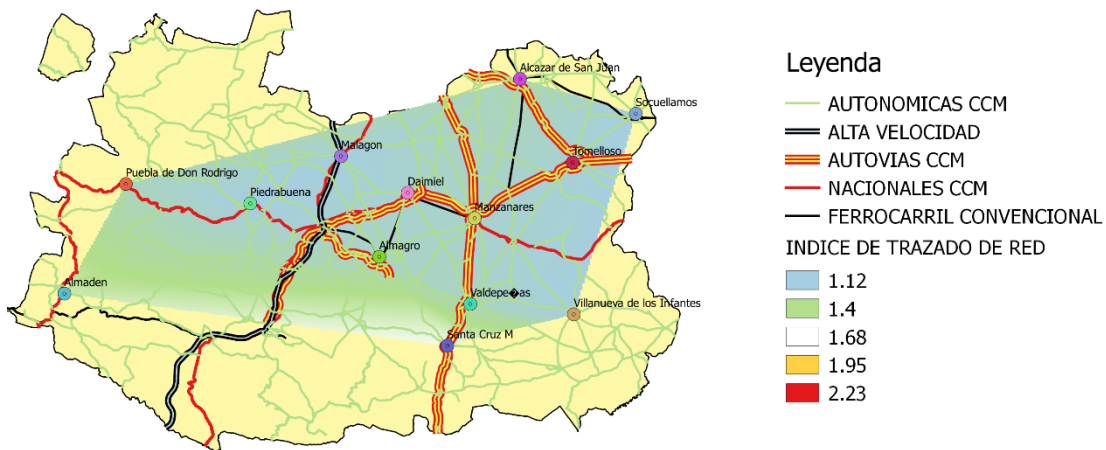 Alcazar de San Juan
Socuellamos
Malagon
Tomelloso
Puebla de Don Rodrigo
Daimiel
Piedrabuena
Manzanares
Almagro
Almaden
Valdepe�as
Villanueva de los Infantes
Santa Cruz M
Leyenda
AUTONOMICAS CCM
ALTA VELOCIDAD
AUTOVIAS CCM
NACIONALES CCM
FERROCARRIL CONVENCIONAL
INDICE DE TRAZADO DE RED
1.12
1.4
1.68
1.95
2.23